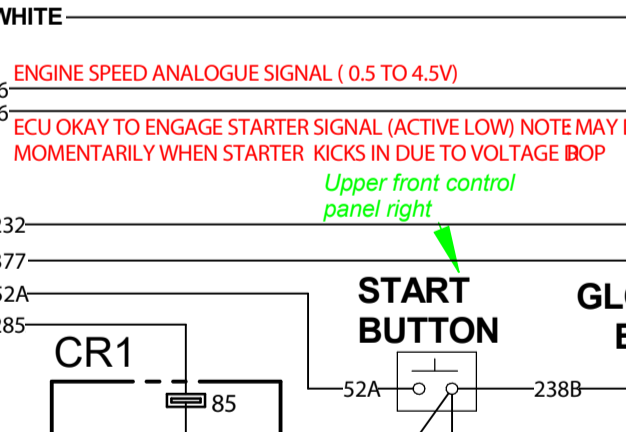 WHITE
ENGINE SPEED ANALOGUE SIGNAL ( 0.5 TO 4.5V)
6
6
ECU OKAY TO ENGAGE STARTER SIGNAL (ACTIVE LOW) NOTE: MAY
MOMENTARILY WHEN STARTER KICKS IN DUE TO VOLTAGE DROP
Upper front control
panel right
232
377
52A
285
START
BUTTON
CR1
52A
238B
85